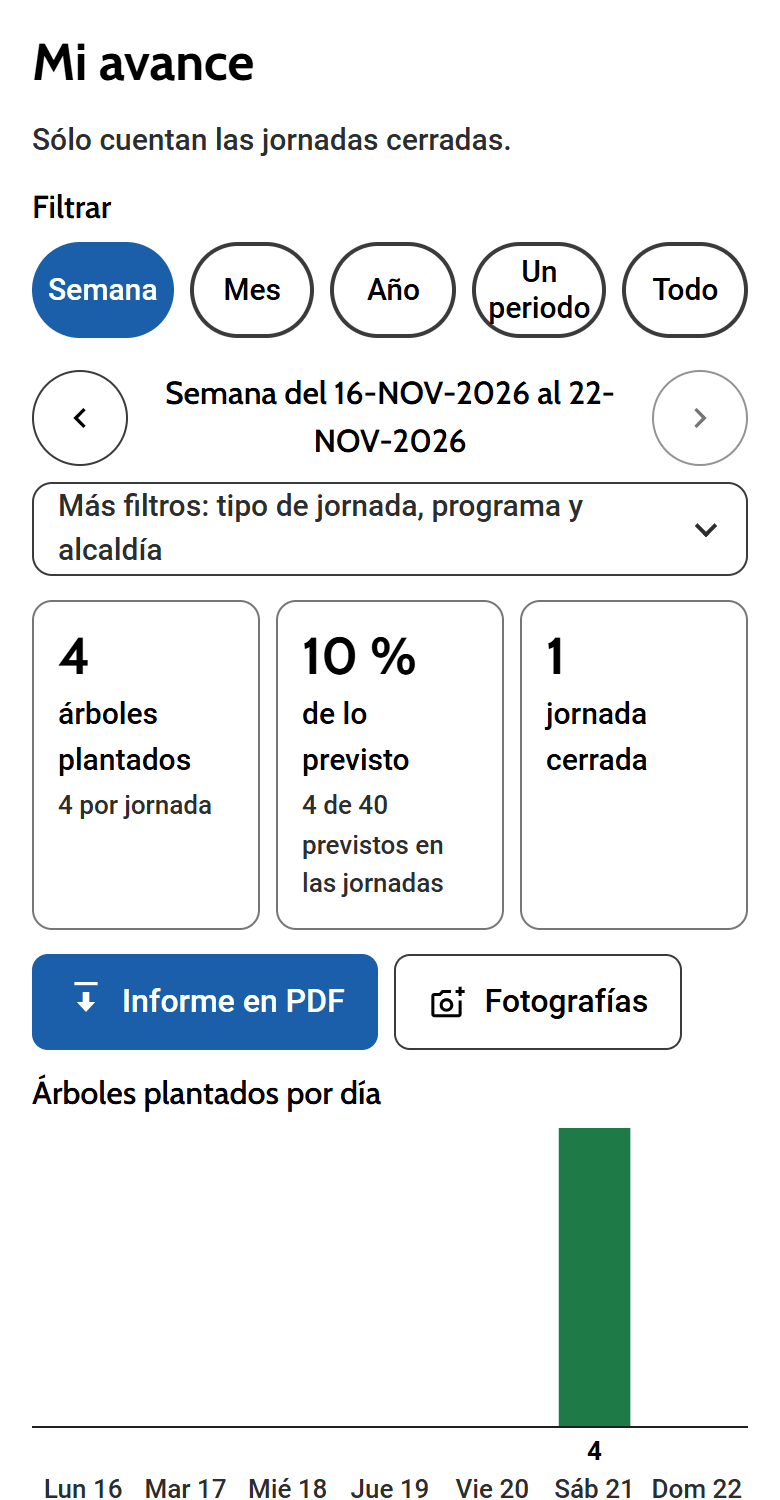 Mi avance
Sólo cuentan las jornadas cerradas.
Filtrar
Semana
Mes
Año
Un
periodo
Todo
Semana del 16-NOV-2026 al 22-
NOV-2026
Más filtros: tipo de jornada, programa y
alcaldía
4
árboles
plantados
4 por jornada
10 %
de lo
previsto
4 de 40
previstos en
las jornadas
1
jornada
cerrada
Informe en PDF
Fotografías
Árboles plantados por día
4
Lun 16
Mar 17
Mié 18
Jue 19
Vie 20
Sáb 21
Dom 22